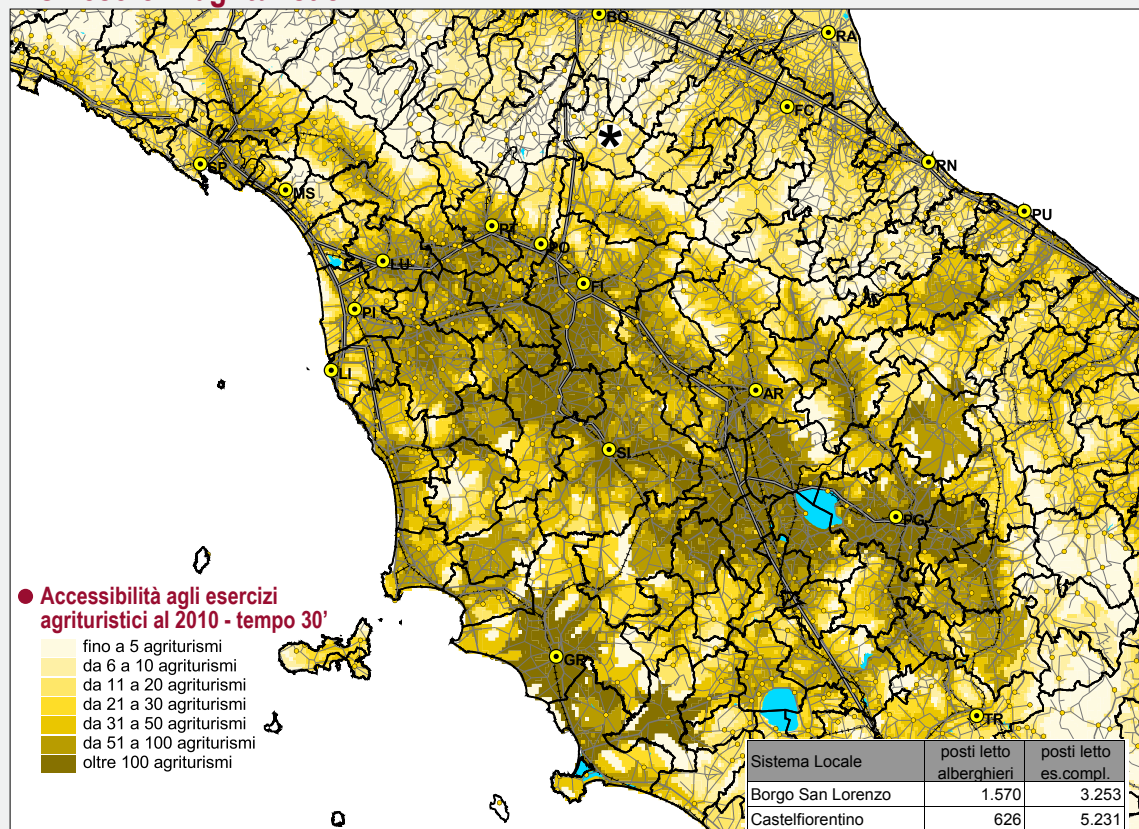 BO
RA
FC
*
SP
RN
MS
PU
PT
PO
LU
FI
PI
LI
AR
SI
PG
● Accessibilità agli esercizi
agrituristici al 2010 - tempo 30'
fino a 5 agriturismi
da 6 a 10 agriturismi
da 11 a 20 agriturismi
da 21 a 30 agriturismi
da 31 a 50 agriturismi
da 51 a 100 agriturismi
oltre 100 agriturismi
GR
TR
Sistema Locale posti letto alberghieri posti letto es.compl.
Borgo San Lorenzo 1.570 3.253
Castelfiorentino 626 5.231